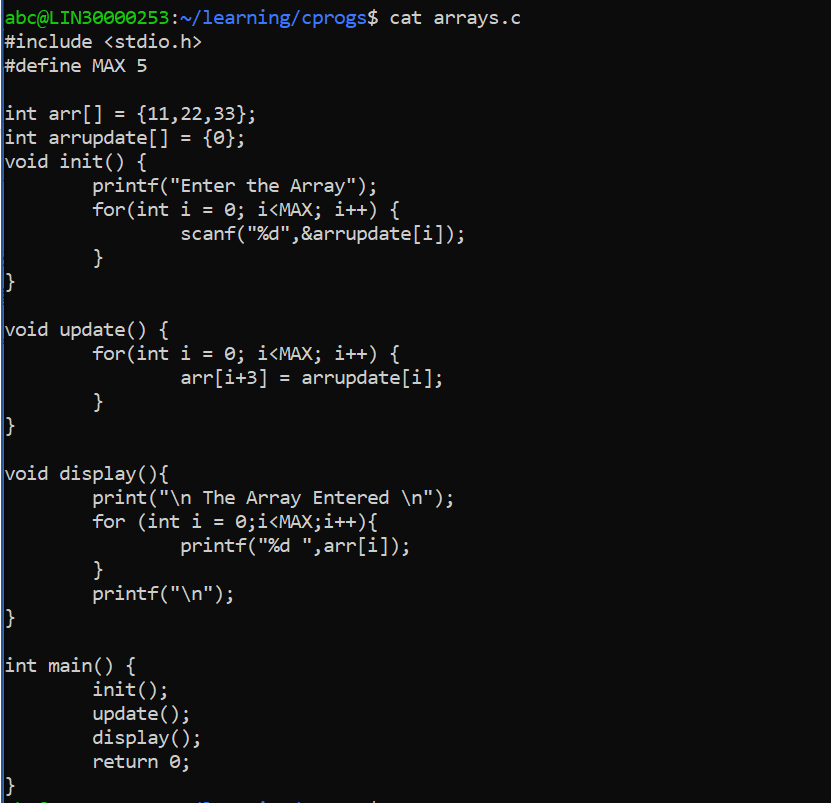 abc@LIN30000253:~/learning/cprogs$ cat arrays.c
#include <stdio.h>
#define MAX 5

int arr[] = {11,22,33};
int arrupdate[] = {0};
void init() {
        printf("Enter the Array");
        for(int i = 0; i<MAX; i++) {
                scanf("%d",&arrupdate[i]);
        }
}

void update() {
        for(int i = 0; i<MAX; i++) {
                arr[i+3] = arrupdate[i];
        }
}

void display(){
        print("\n The Array Entered \n");
        for (int i = 0;i<MAX;i++){
                printf("%d ",arr[i]);
        }
        printf("\n");
}

int main() {
        init();
        update();
        display();
        return 0;
}